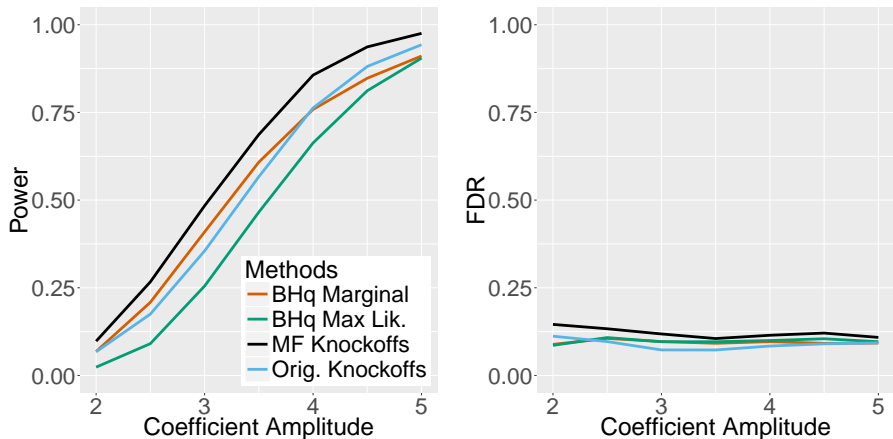 1.00
0.75
0.50
0.25
0.00
Power
2
3
4
5
Coefficient Amplitude
Methods
BHq Marginal
BHq Max Lik.
MF Knockoffs
Orig. Knockoffs
1.00
0.75
0.50
0.25
0.00
FDR
2
3
4
5
Coefficient Amplitude